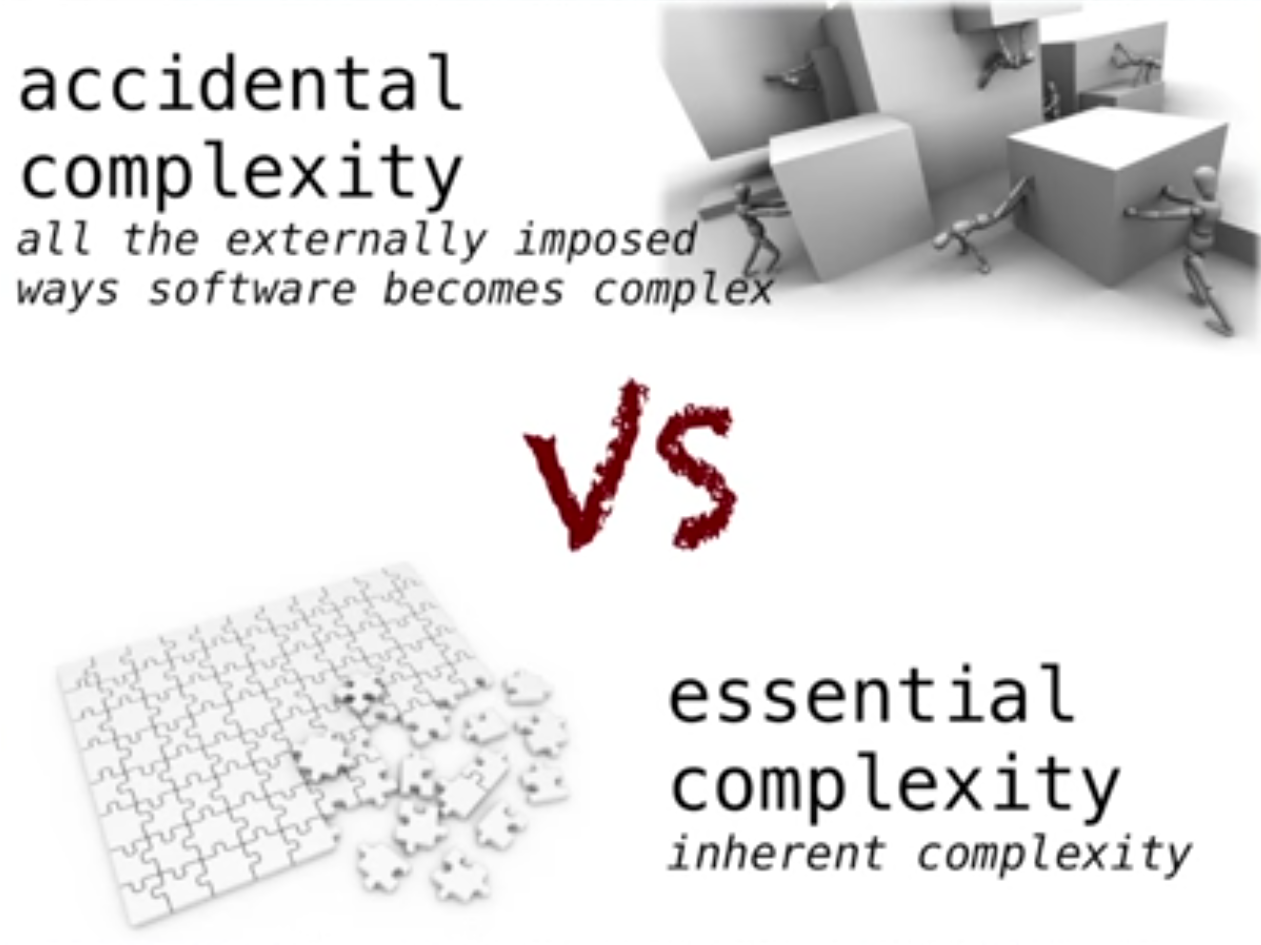 accidental
complexity
all the externally imposed
ways software becomes complex
VS
essential
complexity
inherent complexity